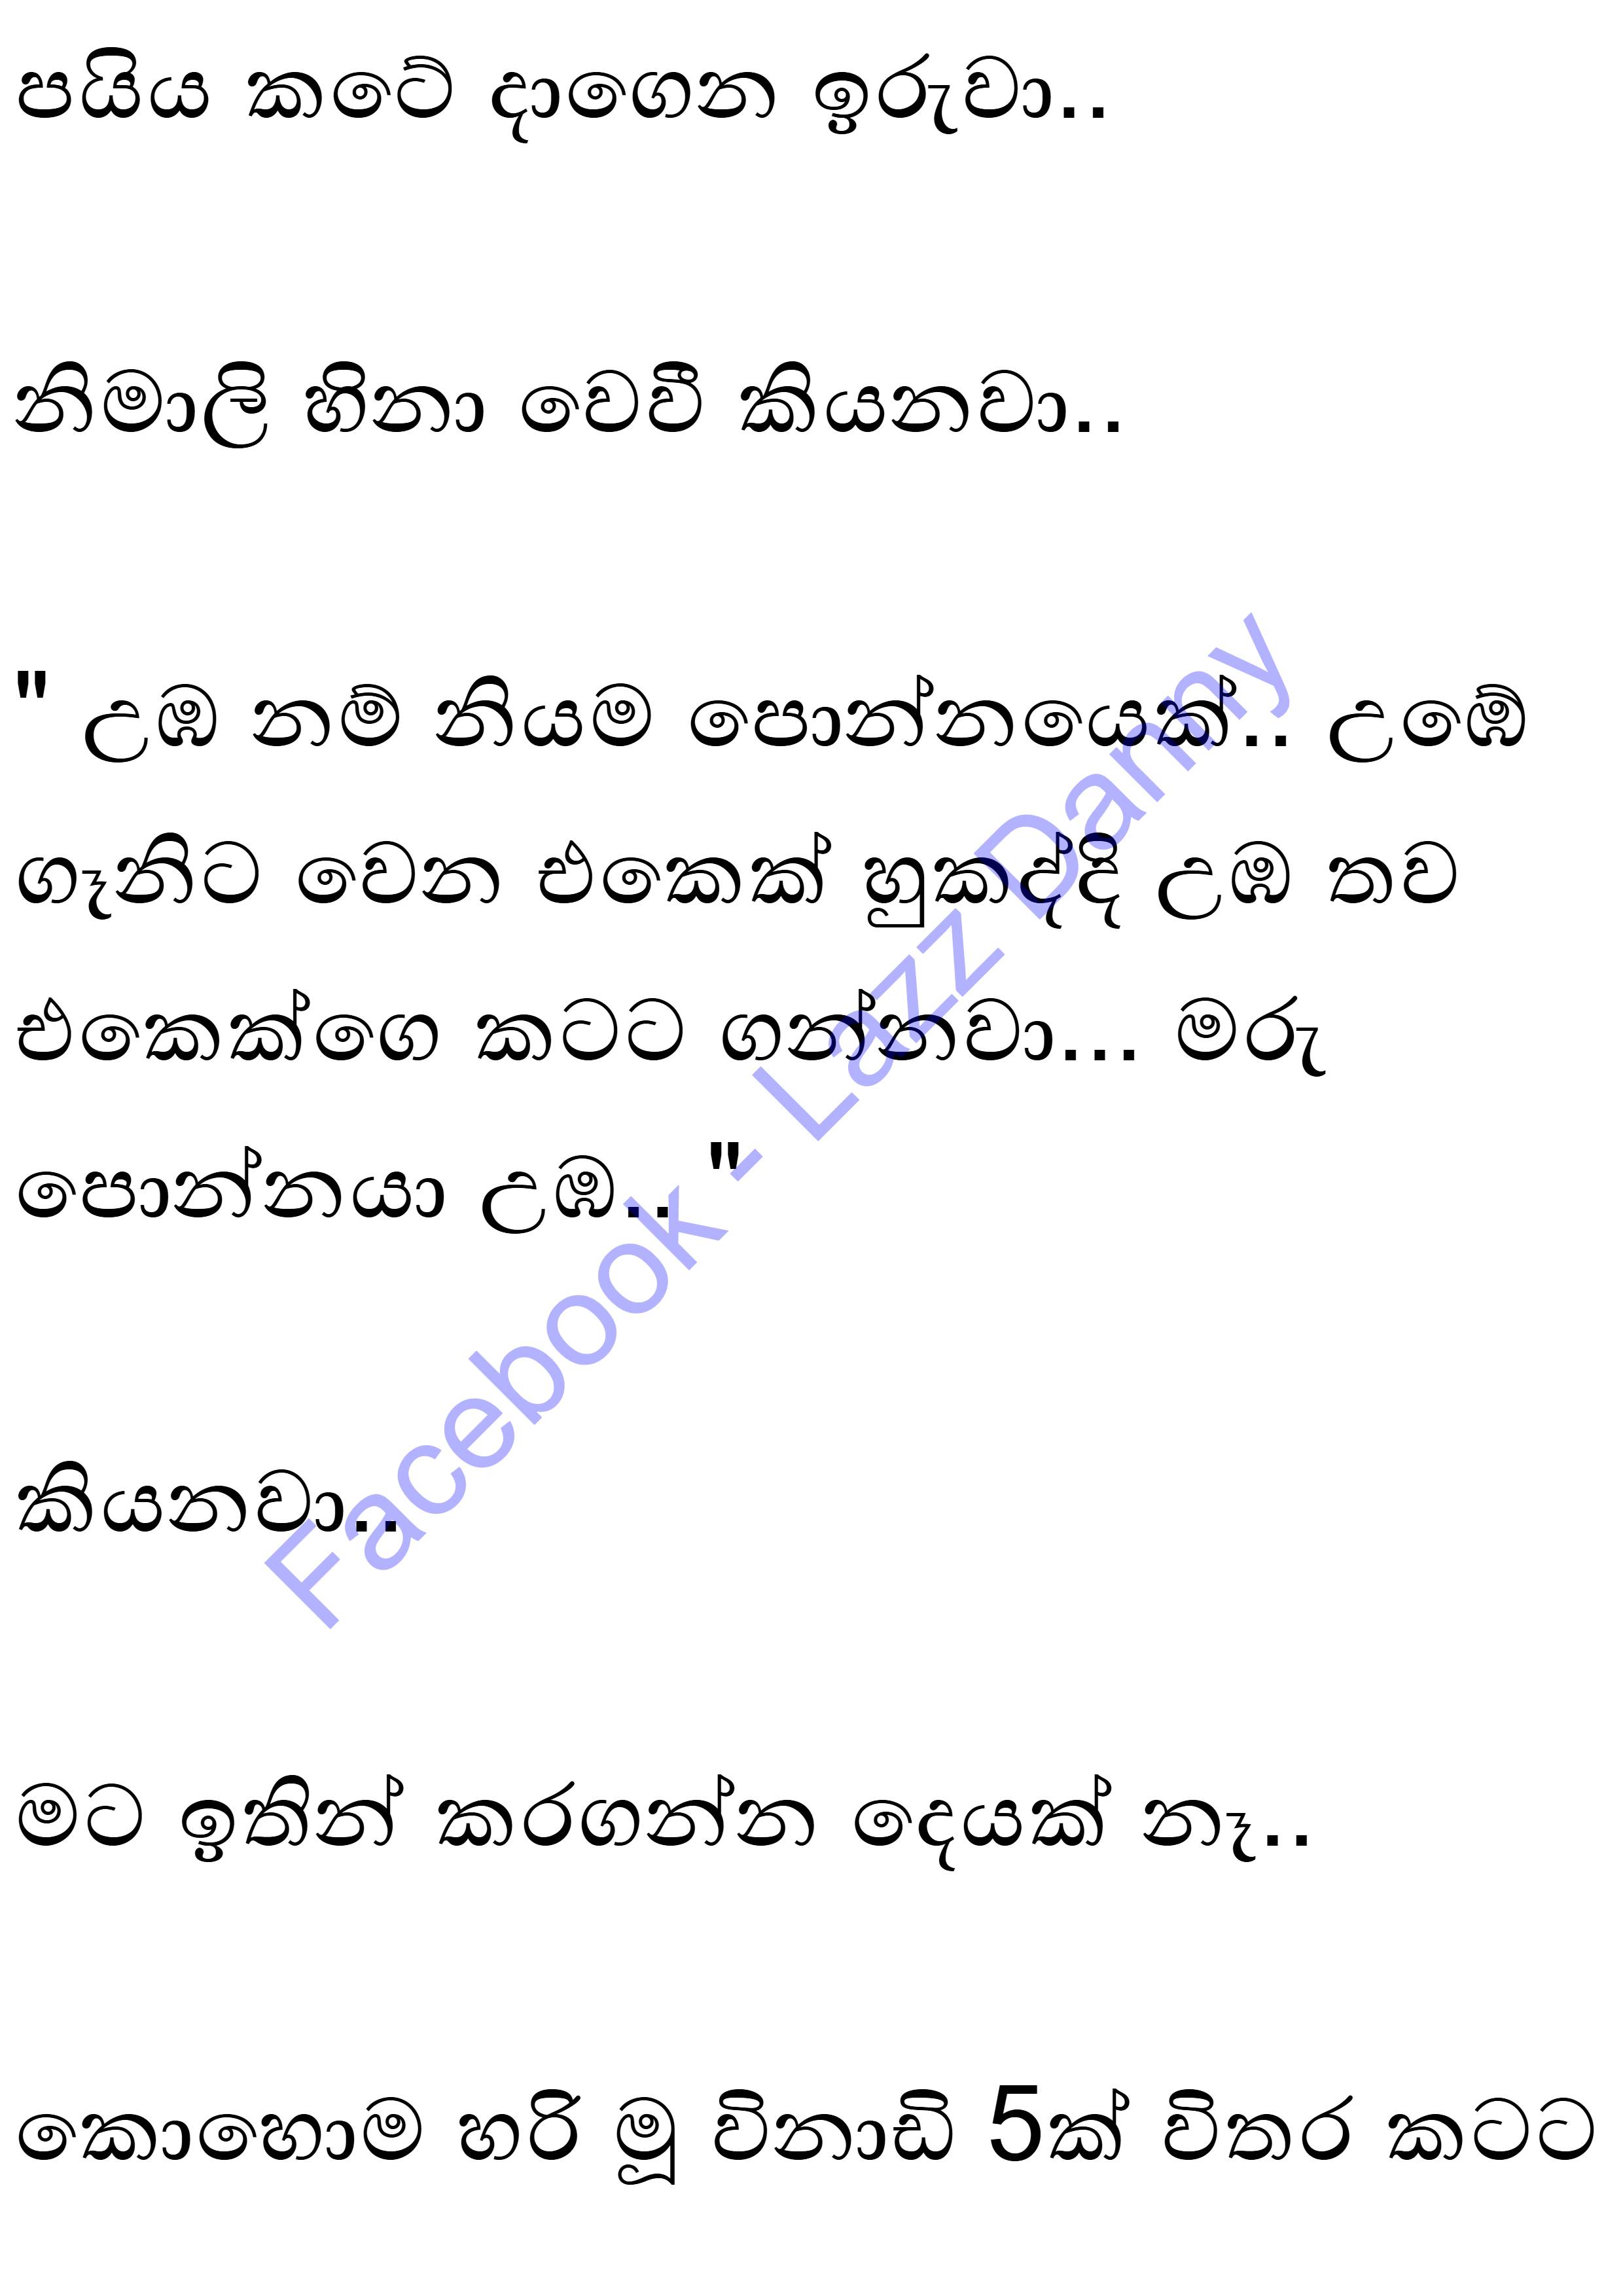 පයිය කටේ දාගෙන ඉරුවා..
නිමාලි හිනා වෙවී කියනවා..
" උඹ නම් නියම පොන්නයෙක්.. උඹේ
ගෑනිට වෙන එකෙක් හුකද්දි උඹ තව
එකෙක්ගෙ කටට ගන්නවා... මරු
පොන්නයා උඹ.. "
කියනවා..
මට ඉතින් කරගන්න දෙයක් නෑ..
කොහොම හරි මූ විනාඩි 5ක් විතර කටට
Facebook - Lazz Danny